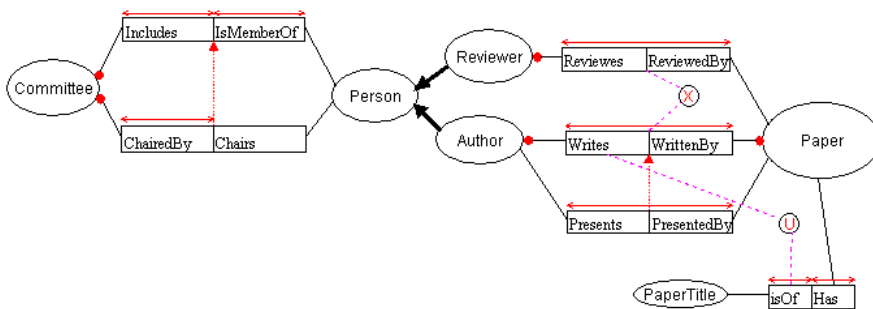 Includes IsMemberOf
Committee
ChairedBy Chairs
Person
Reviewer
Author
Reviewes ReviewedBy
X
Writes WrittenBy
Paper
Presents PresentedBy
U
PaperTitle
isOf Has